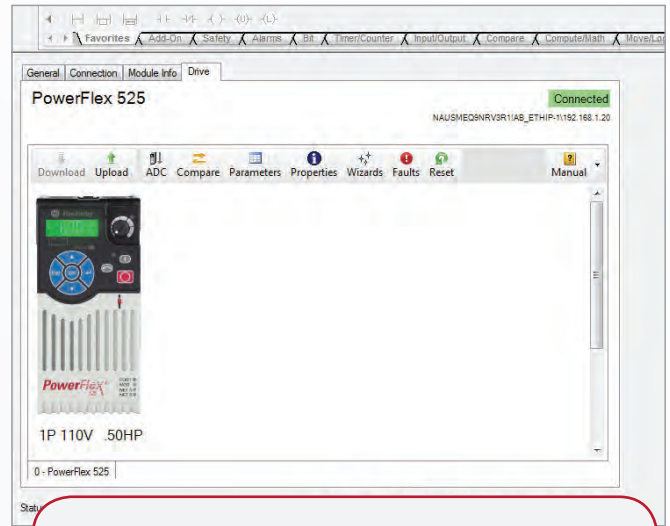 Favorites Add-On Safety Alarms Bit Timer/Counter Input/Output Compare Compute/Math
General Connection Module Info Drive
PowerFlex 525
Connected
NAUSMEQ9NRV3R1!AB_ETHIP-1\192.168.1.20
Download Upload ADC Compare Parameters Properties Wizards Faults Reset Manual
PowerFlex
1P 110V .50HP
0 - PowerFlex 525